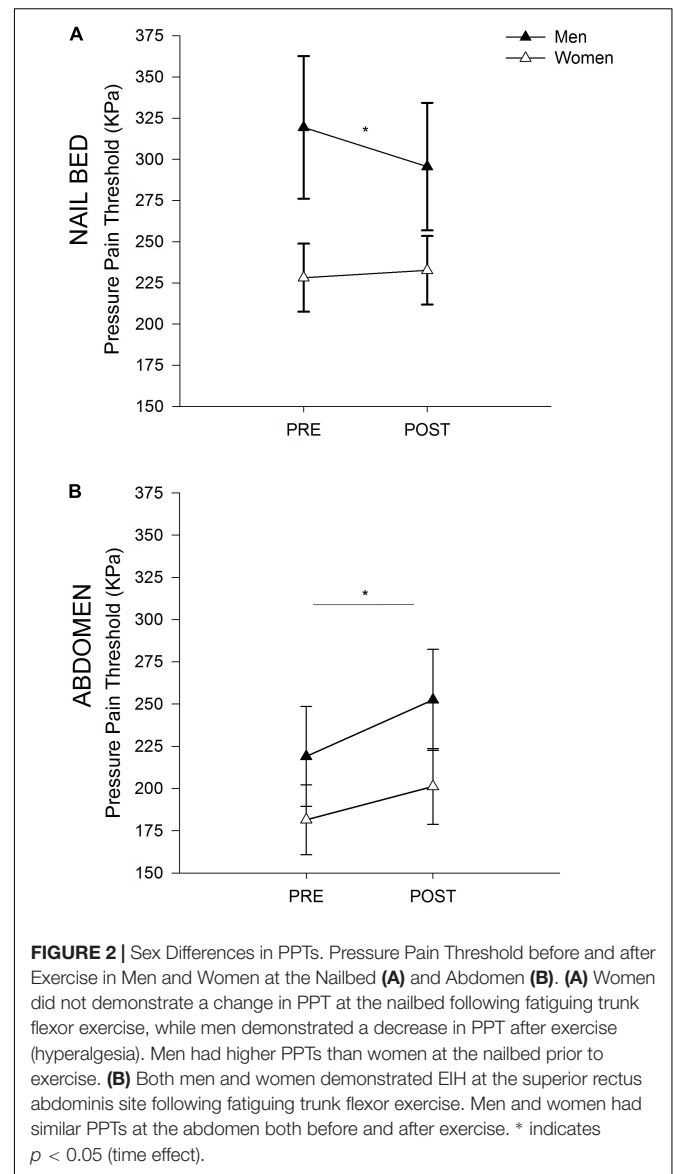 A
Men
Women
NAIL BED
Pressure Pain Threshold (KPa)
375
350
325
300
275
250
225
200
175
150
*
PRE POST
B
ABDOMEN
Pressure Pain Threshold (KPa)
375
350
325
300
275
250
225
200
175
150
*
PRE POST
FIGURE 2 | Sex Differences in PPTs. Pressure Pain Threshold before and after
Exercise in Men and Women at the Nailbed (A) and Abdomen (B). (A) Women
did not demonstrate a change in PPT at the nailbed following fatiguing trunk
flexor exercise, while men demonstrated a decrease in PPT after exercise
(hyperalgesia). Men had higher PPTs than women at the nailbed prior to
exercise. (B) Both men and women demonstrated EIH at the superior rectus
abdominis site following fatiguing trunk flexor exercise. Men and women had
similar PPTs at the abdomen both before and after exercise. * indicates
p < 0.05 (time effect).